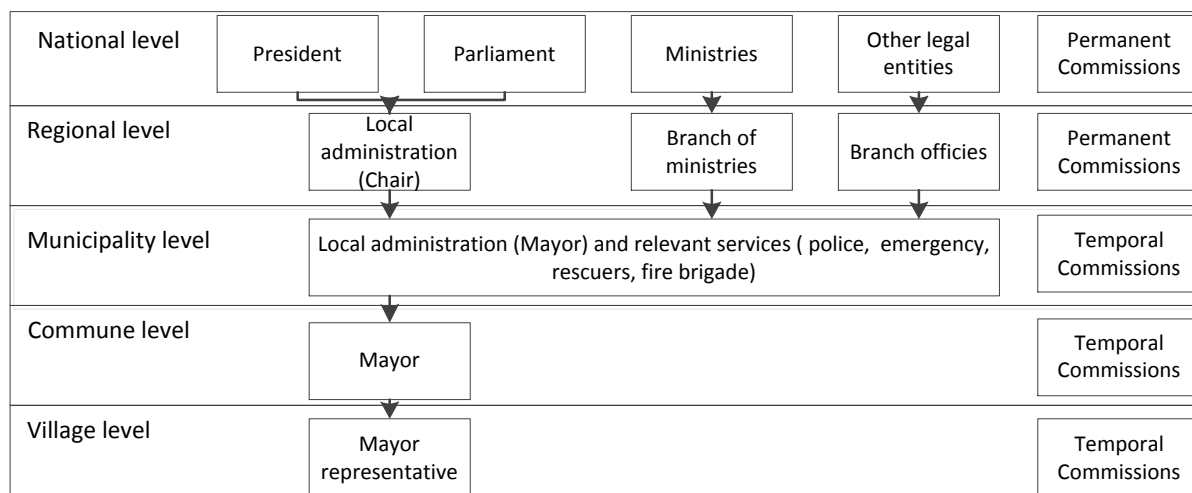 National level
President
Parliament
Ministries
Other legal
entities
Permanent
Commissions
Regional level
Local
administration
(Chair)
Branch of
ministries
Branch officies
Permanent
Commissions
Municipality level
Local administration (Mayor) and relevant services ( police, emergency,
rescuers, fire brigade)
Temporal
Commissions
Commune level
Mayor
Temporal
Commissions
Village level
Mayor
representative
Temporal
Commissions